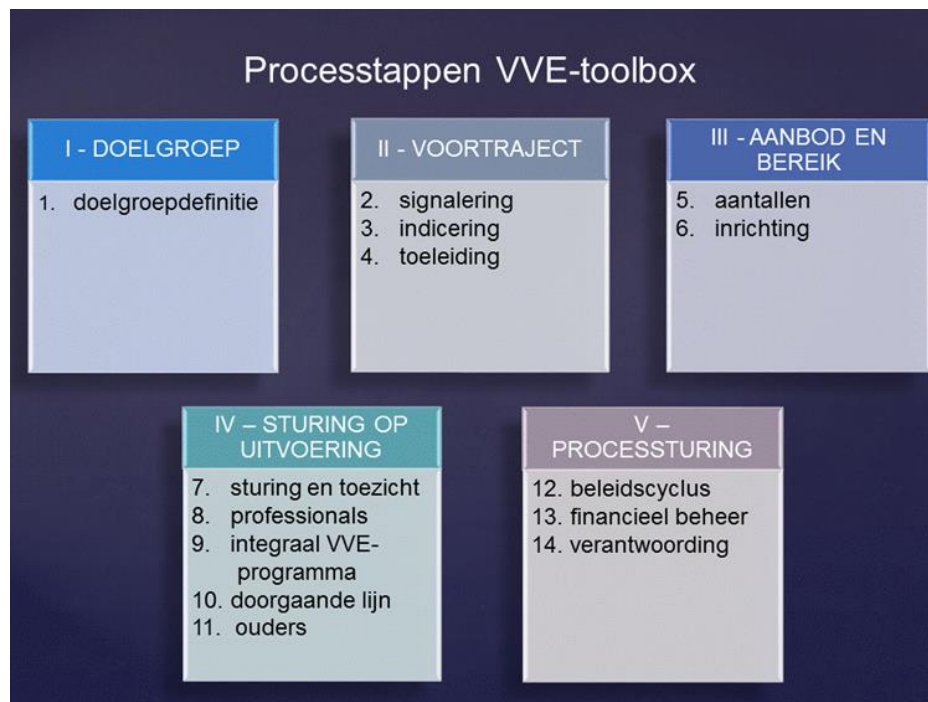 Processtappen VVE-toolbox
I - DOELGROEP
1. doelgroepdefinitie
II - VOORTRAJECT
2. signalering
3. indicering
4. toeleiding
III - AANBOD EN
BEREIK
5. aantallen
6. inrichting
IV – STURING OP
UITVOERING
7. sturing en toezicht
8. professionals
9. integraal VVE-
programma
10. doorgaande lijn
11. ouders
V –
PROCESSTURING
12. beleidscyclus
13. financieel beheer
14. verantwoording